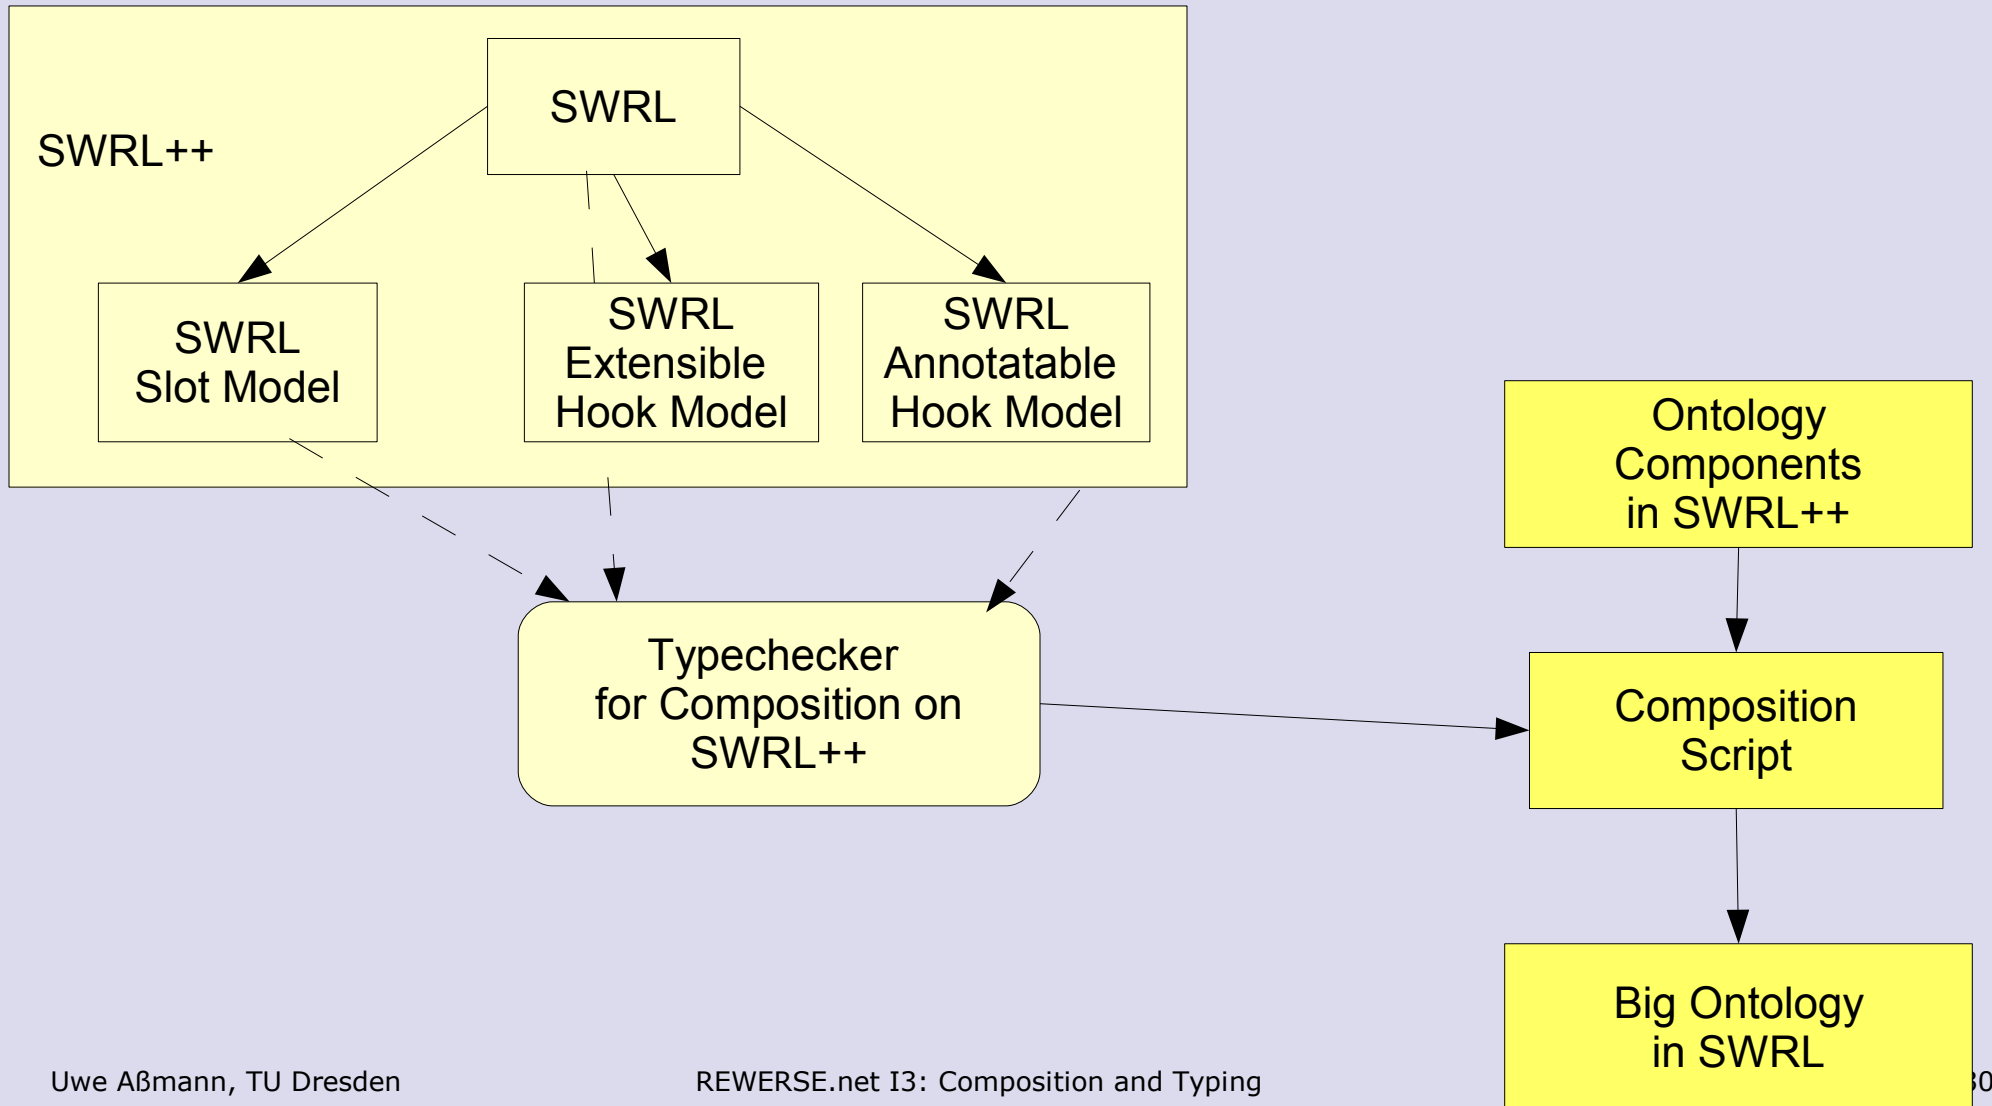 SWRL
SWRL++
SWRL
Slot Model
SWRL
Extensible
Hook Model
SWRL
Annotatable
Hook Model
Ontology
Components
in SWRL++
Typechecker
for Composition on
SWRL++
Composition
Script
Big Ontology
in SWRL
Uwe Aßmann, TU Dresden
REWERSE.net I3: Composition and Typing